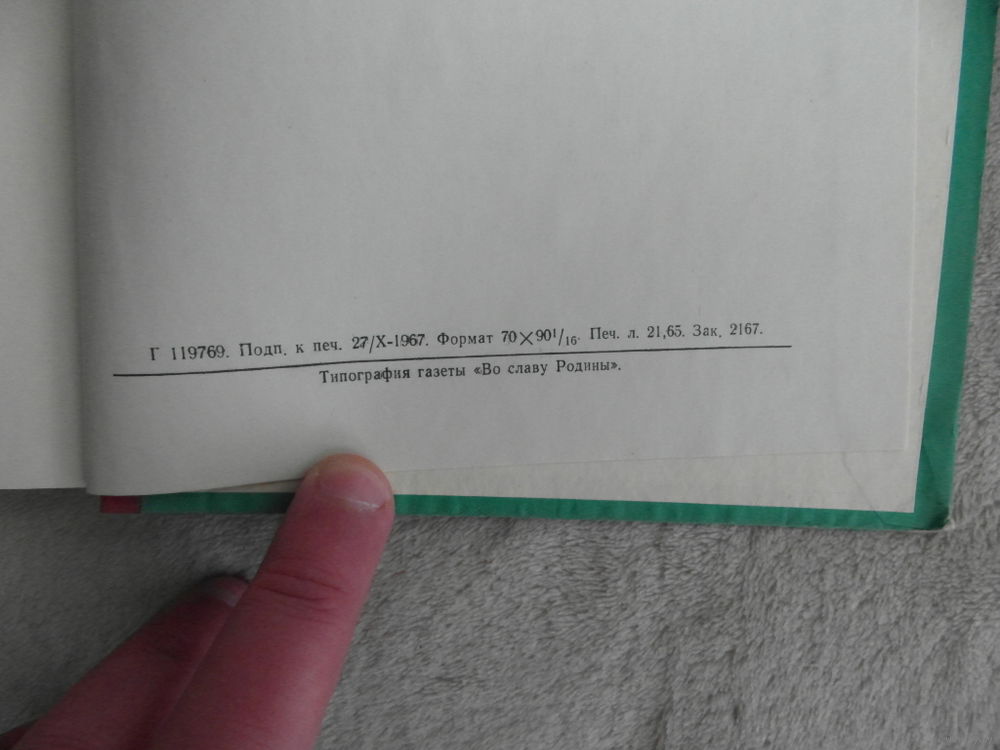 Г 119769. Подп. к печ. 27/X-1967. Формат 70×90¹/₁₆. Печ. л. 21,65. Зак. 2167.
Типография газеты «Во славу Родины».